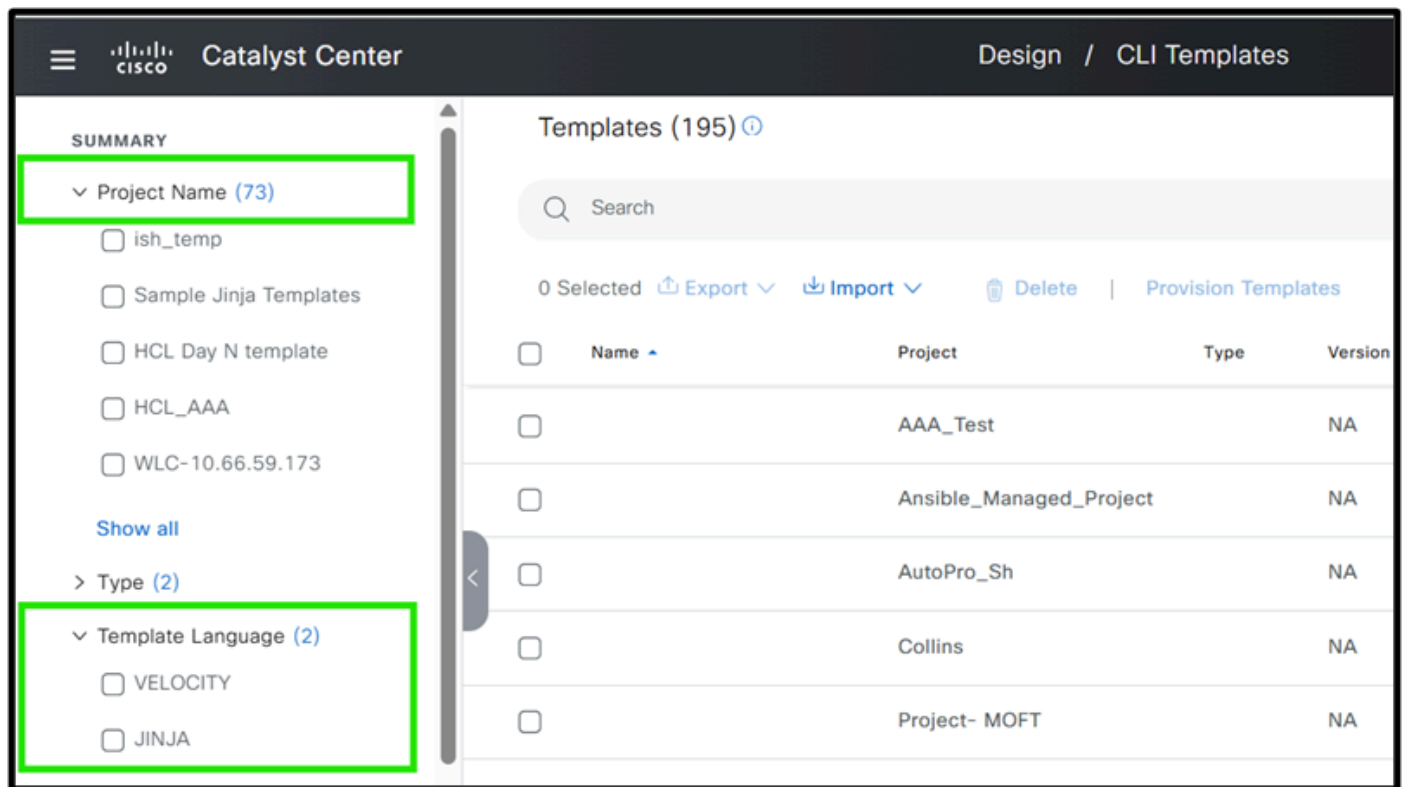 CISCO Catalyst Center
Design / CLI Templates
SUMMARY
Project Name (73)
ish_temp
Sample Jinja Templates
HCL Day N template
HCL_AAA
WLC-10.66.59.173
Show all
Type (2)
Template Language (2)
VELOCITY
JINJA
Templates (195)
Search
0 Selected Export Import Delete | Provision Templates
Name Project Type Version
AAA_Test NA
Ansible_Managed_Project NA
AutoPro_Sh NA
Collins NA
Project- MOFT NA